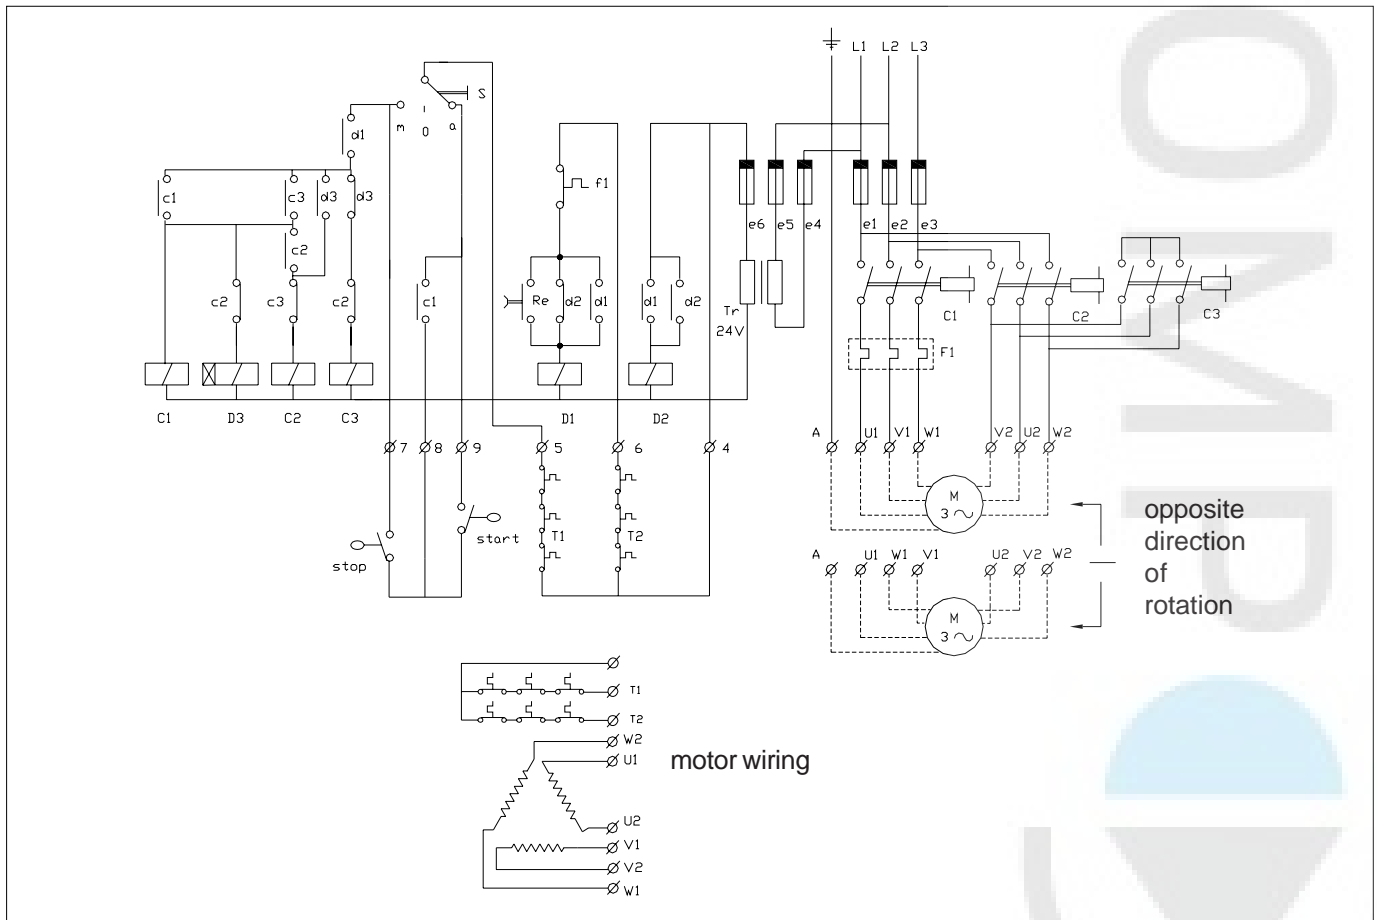 L1 L2 L3
S
m 0 a
d1
c1 c3 d3 d3
f1
c2
e6 e5 e4 e1 e2 e3
c2 c3 c2 c1 Re d2 d1 d1 d2
Tr
24V
C1 C2 C3
F1
C1 D3 C2 C3 D1 D2
7 8 9 5 6 4
A U1 V1 W1 V2 U2 W2
M
3
start
stop
T1 T2
opposite
direction
of
rotation
A U1 W1 V1 U2 V2 W2
M
3
T1
T2
W2
U1
motor wiring
U2
V1
V2
W1